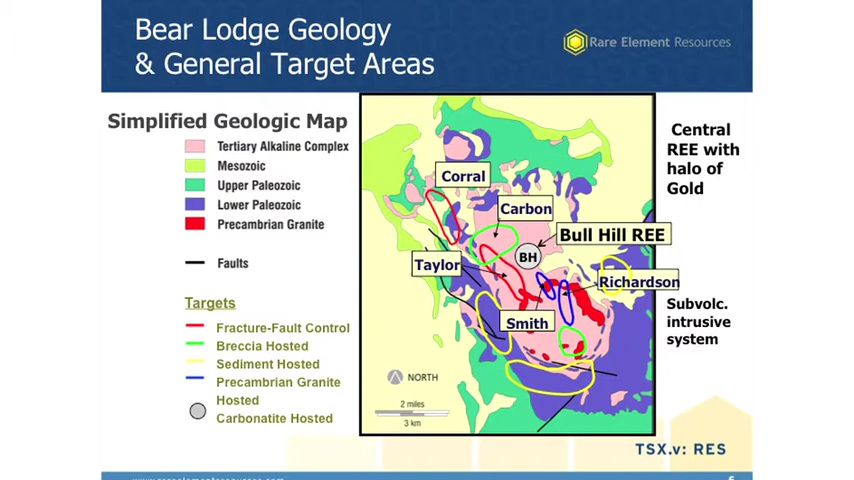 Bear Lodge Geology
& General Target Areas
Rare Element Resources
Simplified Geologic Map
Tertiary Alkaline Complex
Mesozoic
Upper Paleozoic
Lower Paleozoic
Precambrian Granite
Faults
Targets
Fracture-Fault Control
Breccia Hosted
Sediment Hosted
Precambrian Granite
Hosted
Carbonatite Hosted
Corral
Carbon
Bull Hill REE
BH
Taylor
Richardson
Smith
NORTH
2 miles
3 km
Central
REE with
halo of
Gold
Subvolc.
intrusive
system
TSX.v: RES